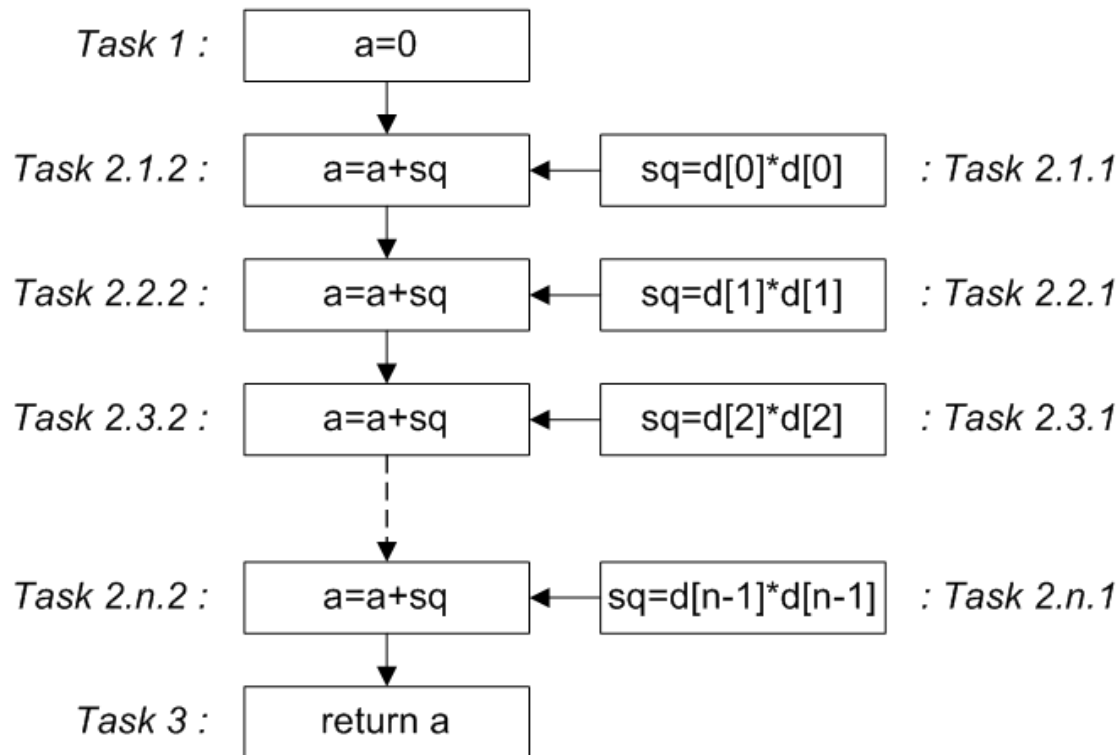 Task 1 : a=0
Task 2.1.2 : a=a+sq sq=d[0]*d[0] : Task 2.1.1
Task 2.2.2 : a=a+sq sq=d[1]*d[1] : Task 2.2.1
Task 2.3.2 : a=a+sq sq=d[2]*d[2] : Task 2.3.1
Task 2.n.2 : a=a+sq sq=d[n-1]*d[n-1] : Task 2.n.1
Task 3 : return a